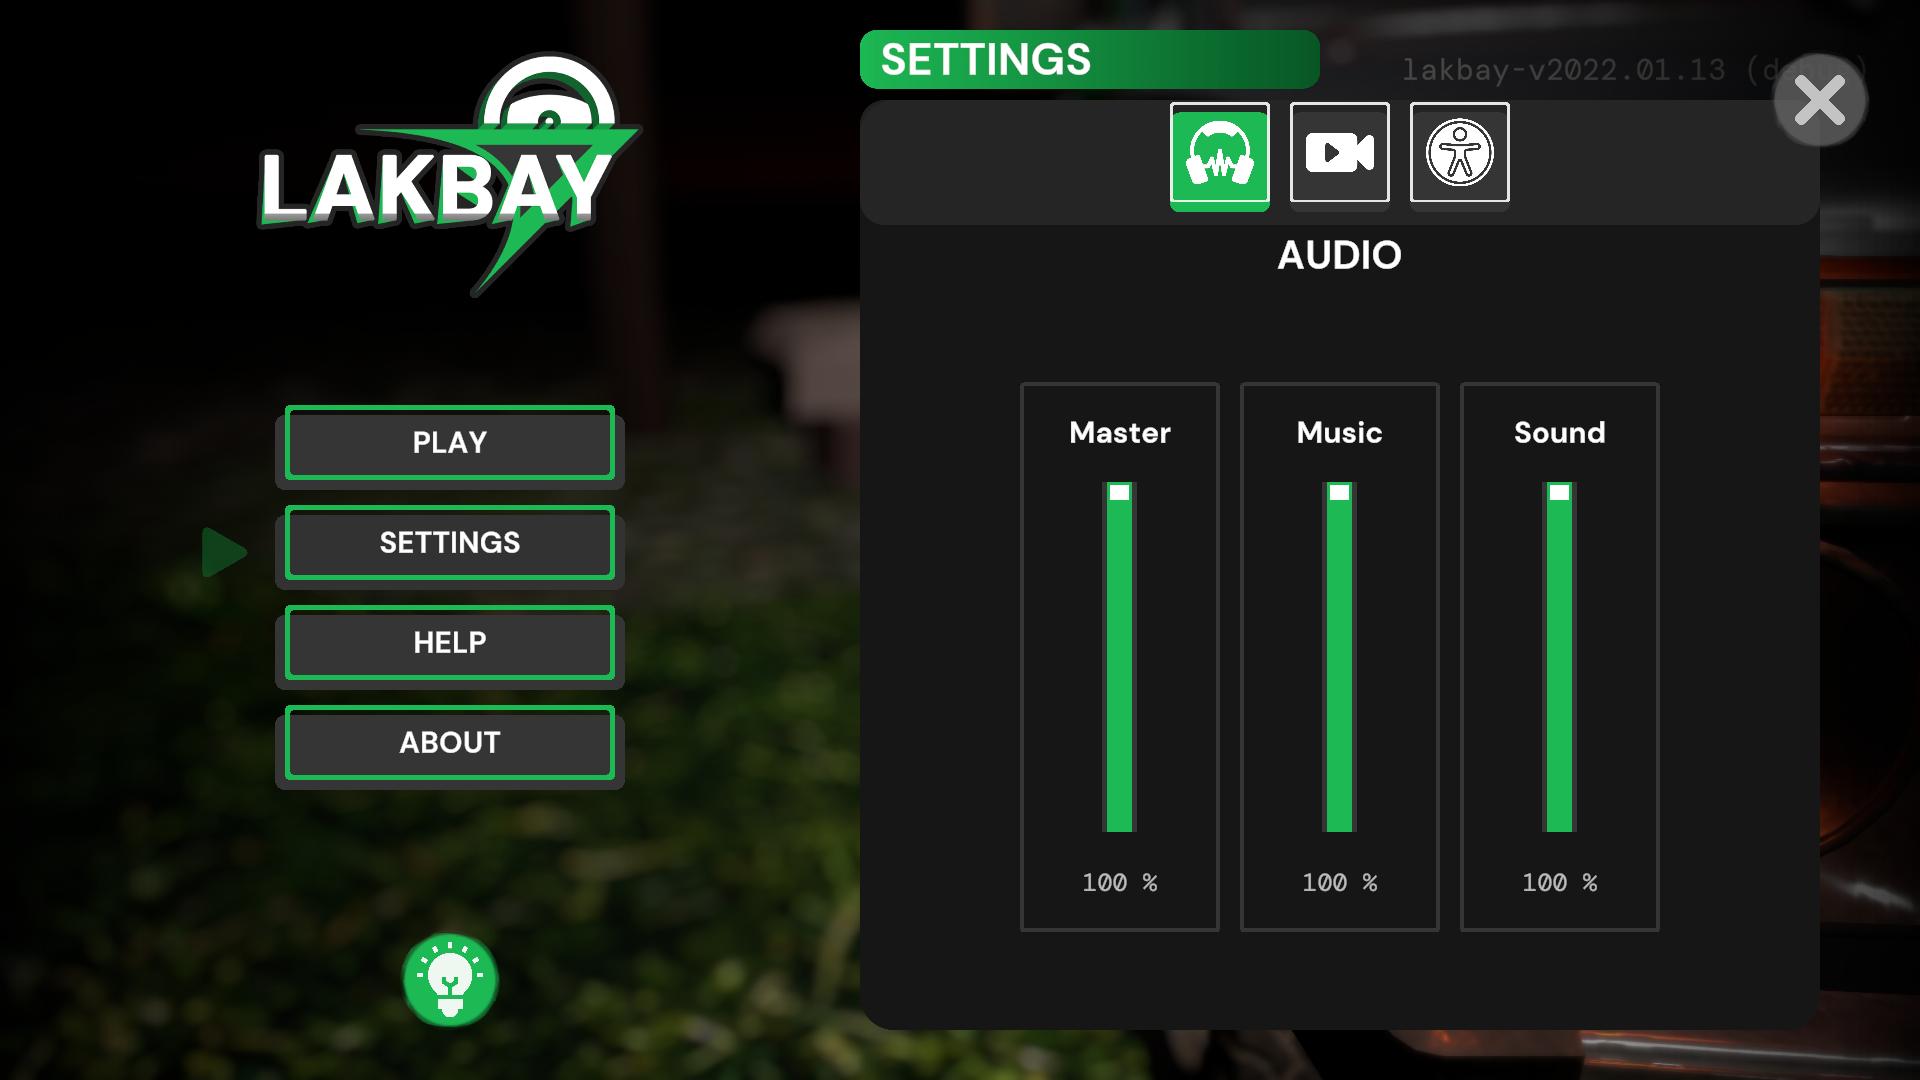 LAKBAY
PLAY
SETTINGS
HELP
ABOUT
SETTINGS
lakbay-v2022.01.13
AUDIO
Master
Music
Sound
100 %
100 %
100 %